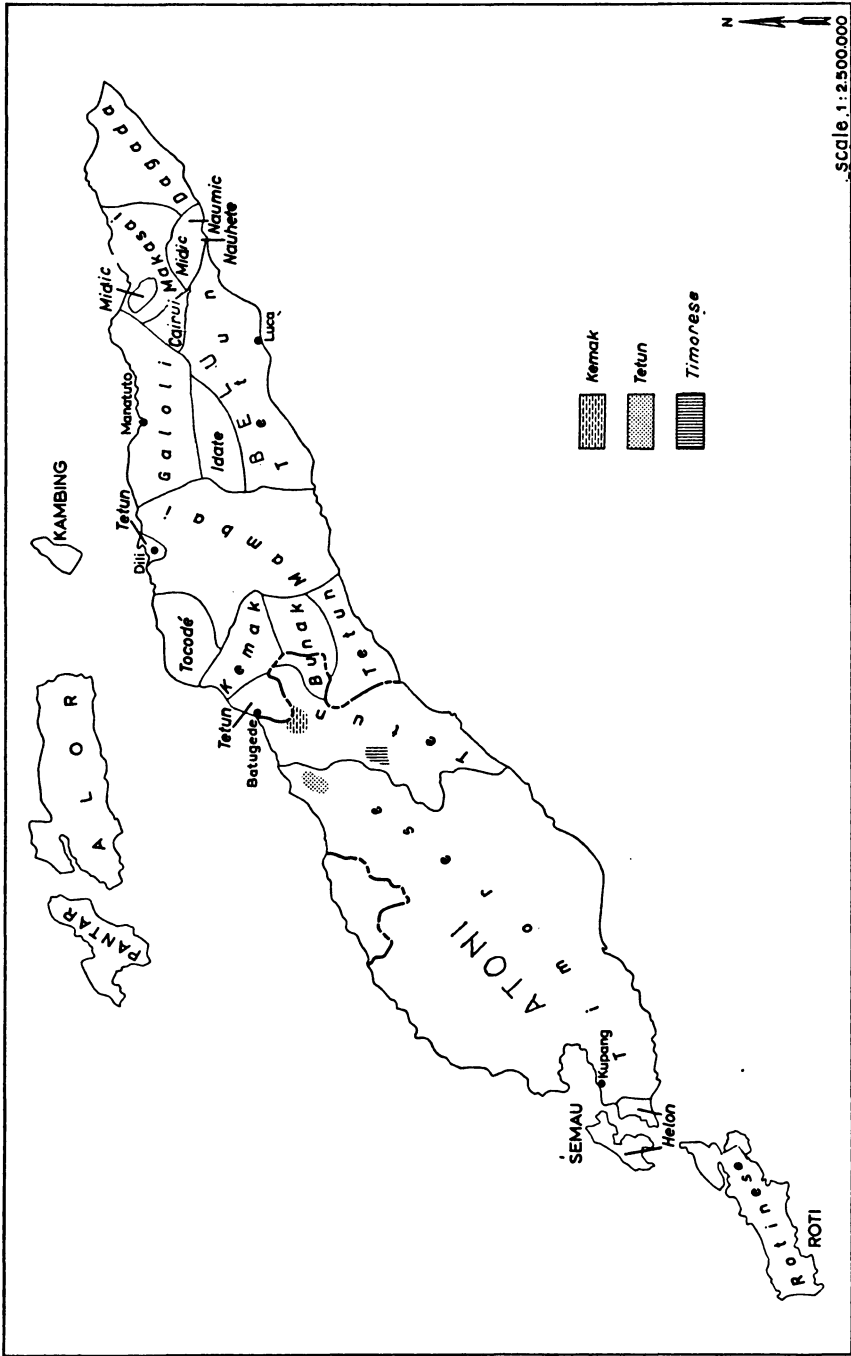 N
Scale 1:2.500.000
KAMBING
ALOR
PANTAR
Dagada
Makasai
Midic
Midic
Naumic
Nauhete
Cairui
Manatuto
Galoli
Idate
BELU
Tetun
Luca
Tetun
Dili
Mambai
Tocodé
Kemak
Bunak
Tetun
Tetun
Batugede
Tetun
ATONI
Timorese
Kupang
SEMAU
Helon
Rotinese
ROTI
Kemak
Tetun
Timorese